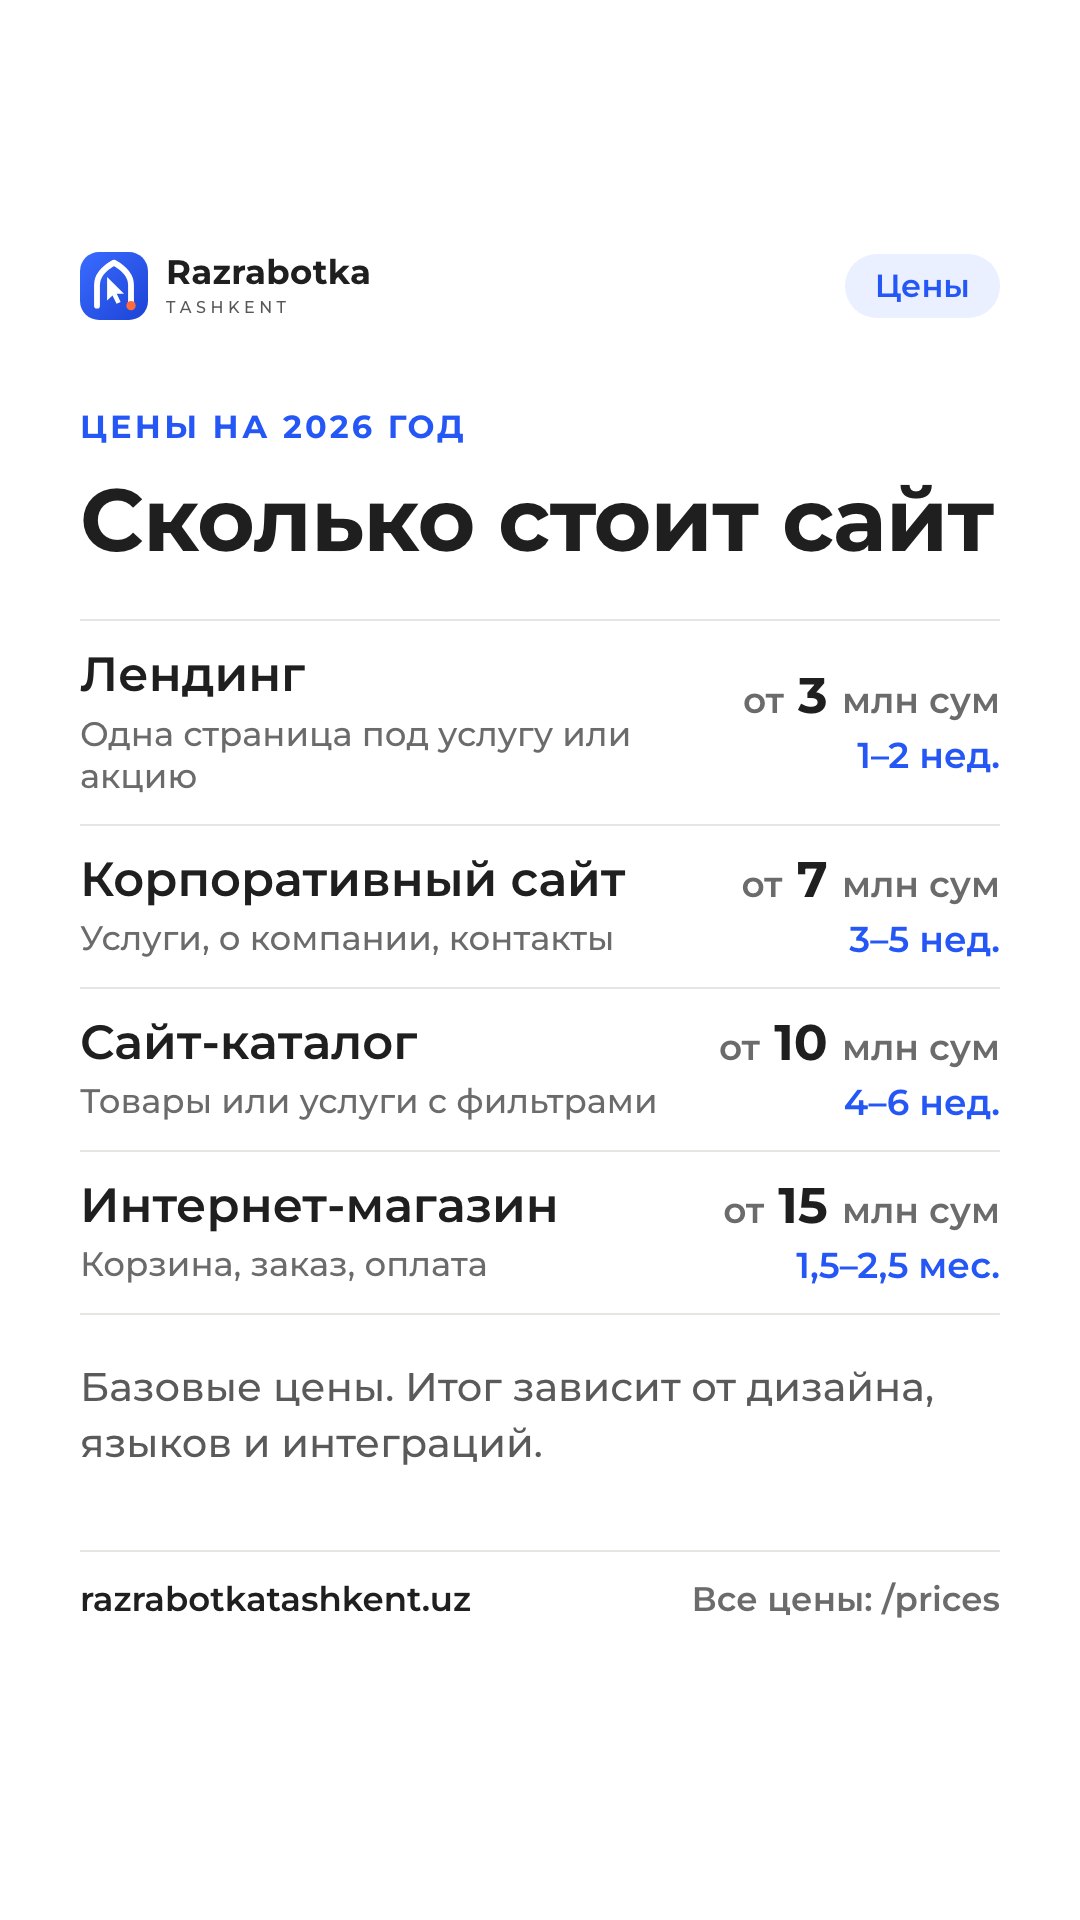 Razrabotka
TASHKENT
Цены
ЦЕНЫ НА 2026 ГОД
Сколько стоит сайт
Лендинг
Одна страница под услугу или
акцию
от 3 млн сум
1–2 нед.
Корпоративный сайт
Услуги, о компании, контакты
от 7 млн сум
3–5 нед.
Сайт-каталог
Товары или услуги с фильтрами
от 10 млн сум
4–6 нед.
Интернет-магазин
Корзина, заказ, оплата
от 15 млн сум
1,5–2,5 мес.
Базовые цены. Итог зависит от дизайна,
языков и интеграций.
razrabotkatashkent.uz
Все цены: /prices